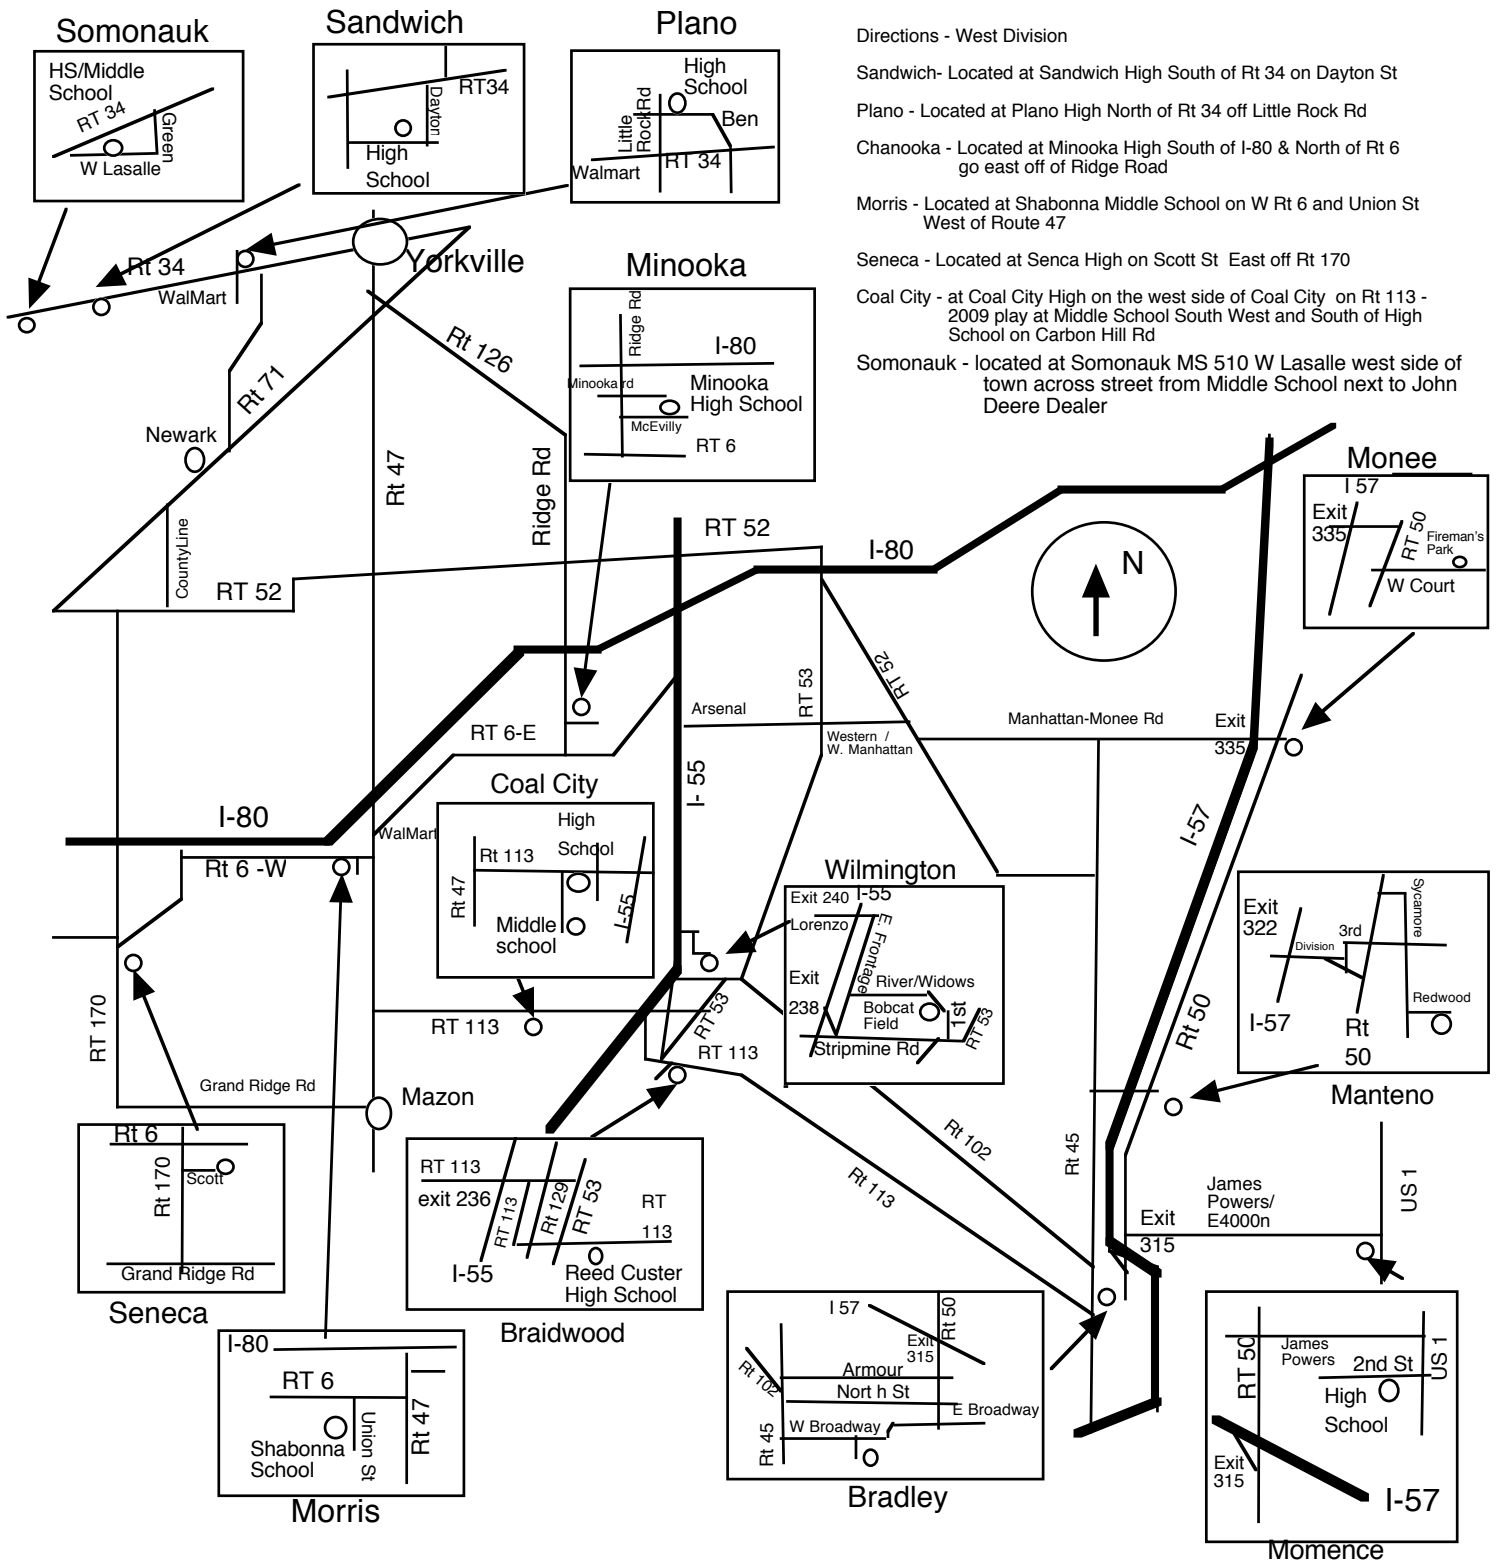 Somonauk
HS/Middle
School
RT 34
Green
W Lasalle
Sandwich
RT34
Dayton
High
School
Plano
High
School
Little
RockRd
Ben
RT 34
Walmart
Directions - West Division
Sandwich- Located at Sandwich High South of Rt 34 on Dayton St
Plano - Located at Plano High North of Rt 34 off Little Rock Rd
Chanooka - Located at Minooka High South of I-80 & North of Rt 6
go east off of Ridge Road
Morris - Located at Shabonna Middle School on W Rt 6 and Union St
West of Route 47
Seneca - Located at Senca High on Scott St East off Rt 170
Coal City - at Coal City High on the west side of Coal City on Rt 113 -
2009 play at Middle School South West and South of High
School on Carbon Hill Rd
Somonauk - located at Somonauk MS 510 W Lasalle west side of
town across street from Middle School next to John
Deere Dealer
Rt 34
WalMart
Yorkville
Rt 126
Rt 71
Newark
Rt 47
Ridge Rd
CountyLine
RT 52
Minooka
Ridge Rd
I-80
Minooka rd
Minooka
High School
McEvilly
RT 6
RT 52
I-80
N
Monee
I 57
Exit
335
RT 50
Fireman's
Park
W Court
RT 6-E
Arsenal
RT 53
RT 52
Western /
W. Manhattan
Manhattan-Monee Rd
Exit
335
I-57
I- 55
I-80
WalMart
Rt 6 -W
Coal City
High
School
Rt 113
Rt 47
I-55
Middle
school
Wilmington
Exit 240
I-55
Lorenzo
E. Frontage
Exit
238
River/Widows
Bobcat
Field
1st
RT 53
Stripmine Rd
Exit
322
Sycamore
3rd
Division
Redwood
I-57
Rt
50
Manteno
Rt 50
RT 170
RT 113
RT 53
RT 113
Grand Ridge Rd
Mazon
Rt 6
Rt 170
Scott
Grand Ridge Rd
Seneca
RT 113
exit 236
RT 113
Rt 129
RT 53
RT
113
I-55
Reed Custer
High School
Braidwood
Rt 102
Rt 113
Rt 45
James
Powers/
E4000n
US 1
Exit
315
I-80
RT 6
Rt 47
Union St
Shabonna
School
Morris
I 57
Rt 50
Exit
315
Rt 102
Armour
Nort h St
E Broadway
W Broadway
Rt 45
Bradley
RT 50
James
Powers
2nd St
US 1
High
School
Exit
315
I-57
Momence